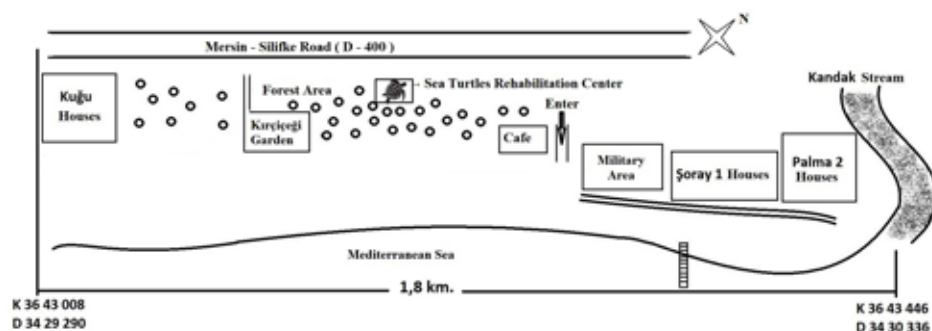 N
Mersin - Silifke Road ( D - 400 )
Kandak Stream
Forest Area
- Sea Turtles Rehabilitation Center
Enter
Kuğu
Houses
Kırçiçeği
Garden
Cafe
Military
Area
Şoray 1 Houses
Palma 2
Houses
Mediterranean Sea
1,8 km.
K 36 43 008
D 34 29 290
K 36 43 446
D 34 30 336